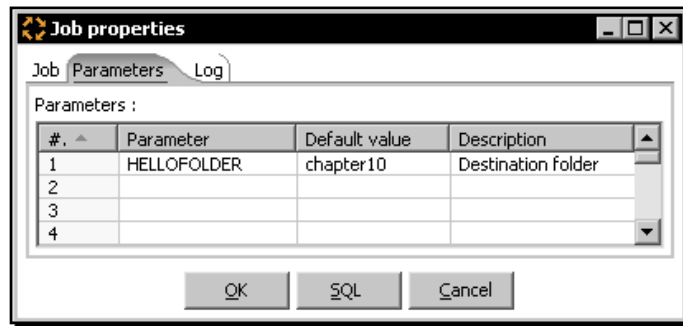 Job properties
Job Parameters Log
Parameters :
#. Parameter Default value Description
1 HELLOFOLDER chapter10 Destination folder
2
3
4
OK SQL Cancel